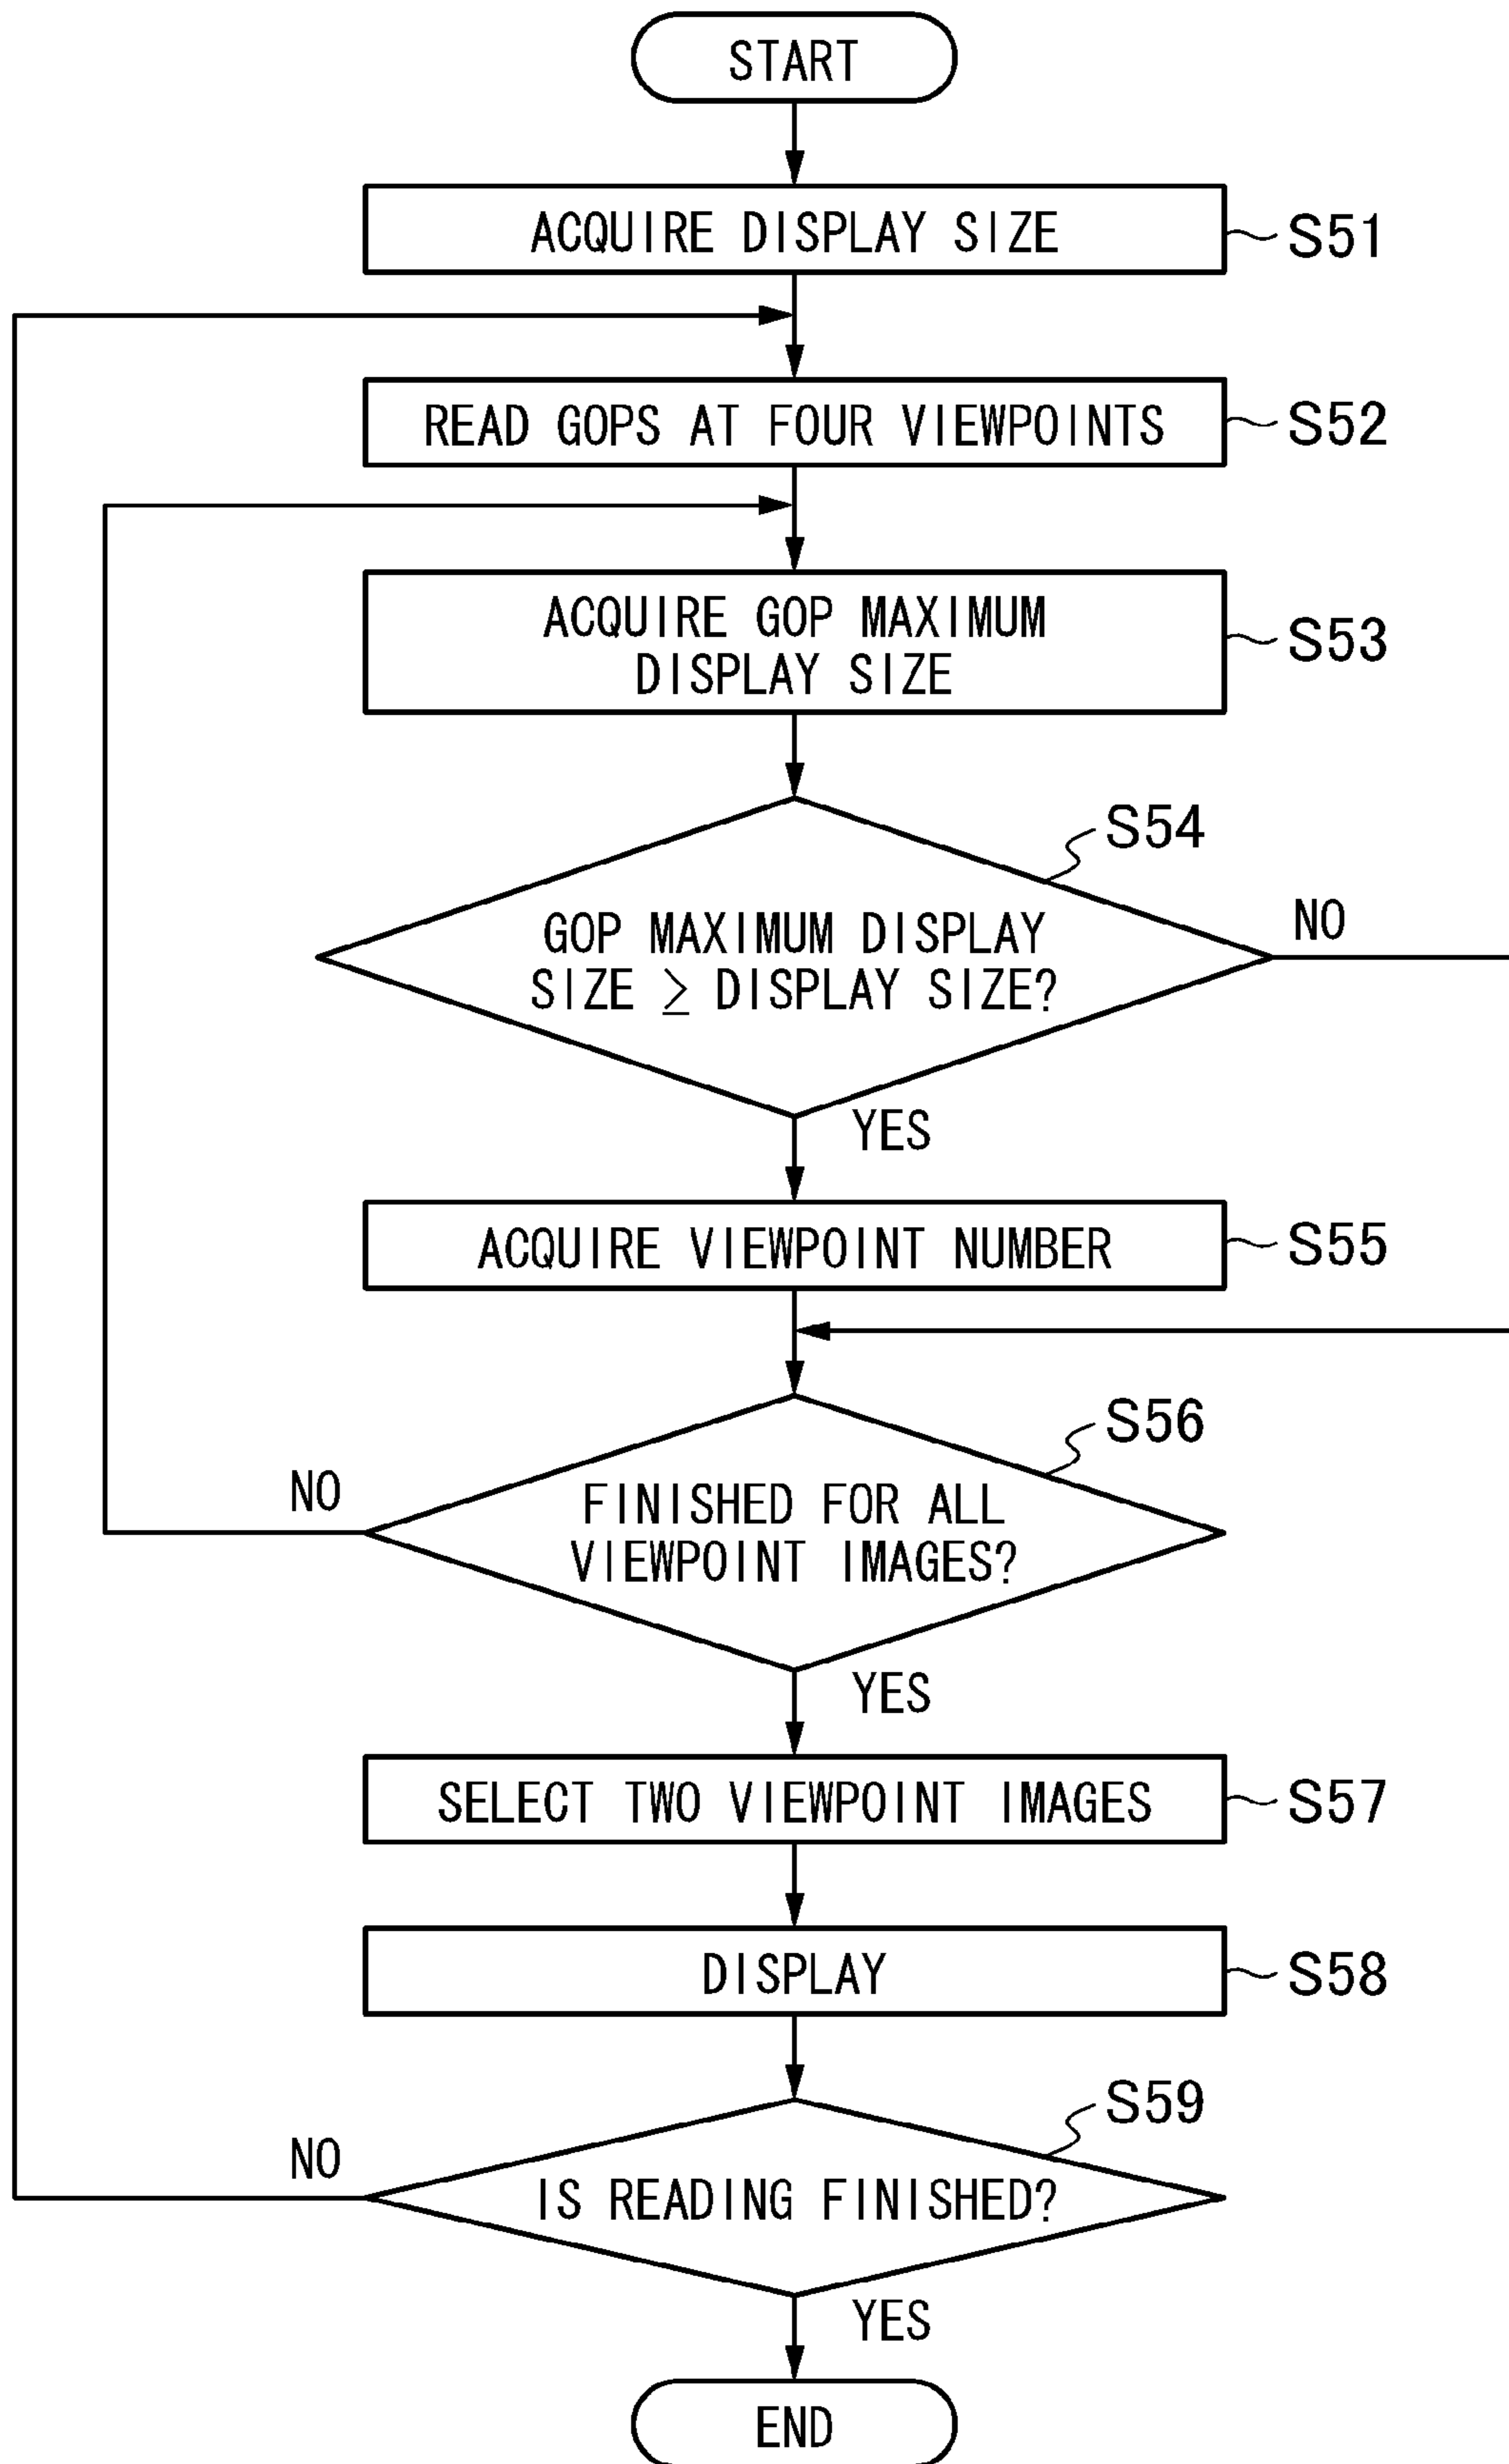 START
ACQUIRE DISPLAY SIZE
S51
READ GOPS AT FOUR VIEWPOINTS
S52
ACQUIRE GOP MAXIMUM
DISPLAY SIZE
S53
S54
GOP MAXIMUM DISPLAY
SIZE ≥ DISPLAY SIZE?
NO
YES
ACQUIRE VIEWPOINT NUMBER
S55
S56
FINISHED FOR ALL
VIEWPOINT IMAGES?
NO
YES
SELECT TWO VIEWPOINT IMAGES
S57
DISPLAY
S58
S59
IS READING FINISHED?
NO
YES
END